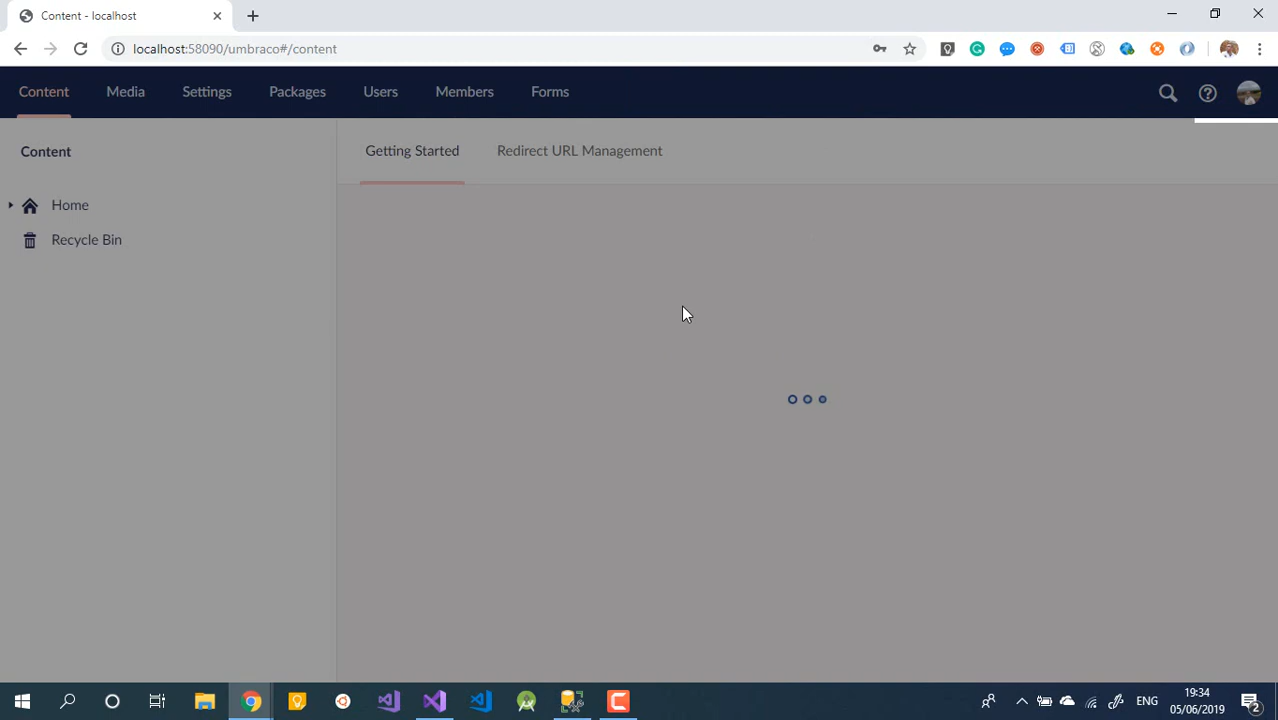 Content - localhost
localhost:58090/umbraco#/content
Content Media Settings Packages Users Members Forms
Content
Getting Started Redirect URL Management
Home
Recycle Bin
ENG
19:34
05/06/2019
2